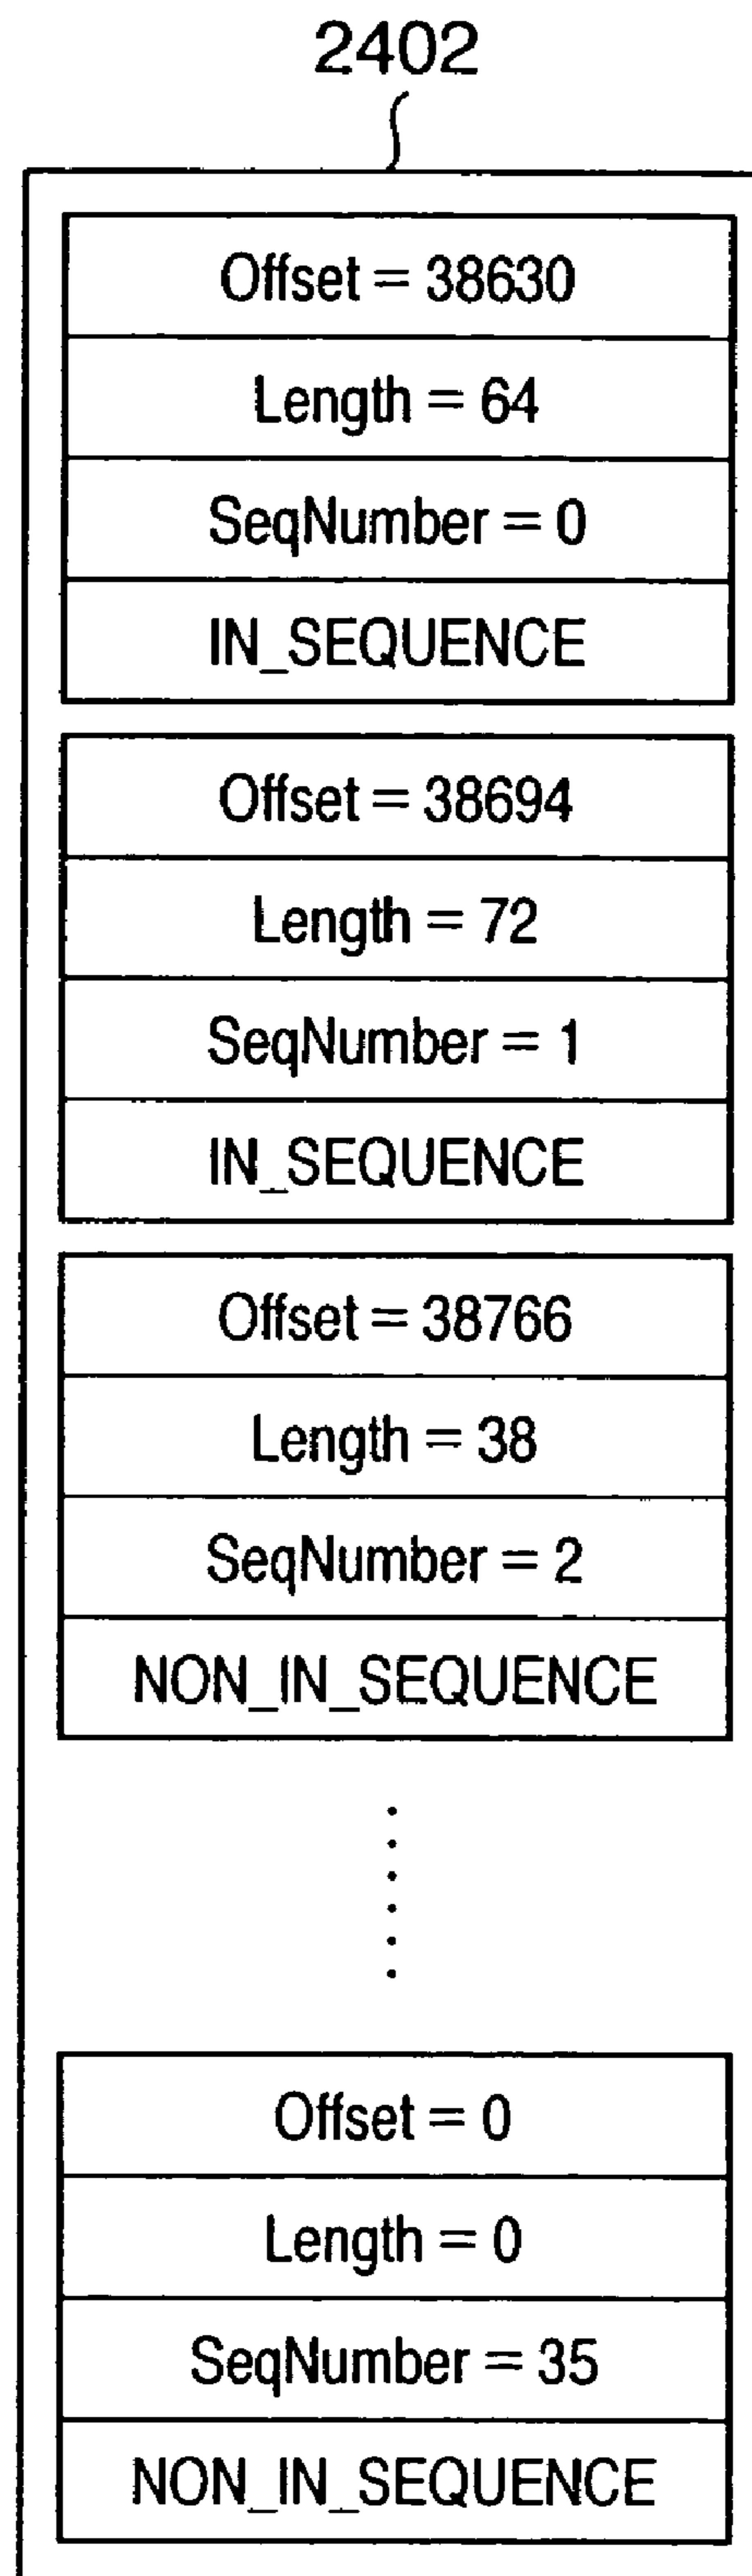 2402
Offset = 38630
Length = 64
SeqNumber = 0
IN_SEQUENCE
Offset = 38694
Length = 72
SeqNumber = 1
IN_SEQUENCE
Offset = 38766
Length = 38
SeqNumber = 2
NON_IN_SEQUENCE
Offset = 0
Length = 0
SeqNumber = 35
NON_IN_SEQUENCE